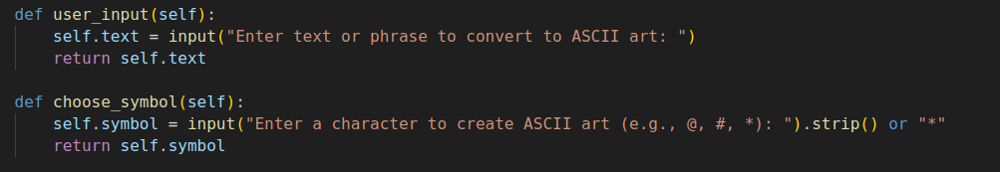 def user_input(self):
    self.text = input("Enter text or phrase to convert to ASCII art: ")
    return self.text

def choose_symbol(self):
    self.symbol = input("Enter a character to create ASCII art (e.g., @, #, *): ").strip() or "*"
    return self.symbol